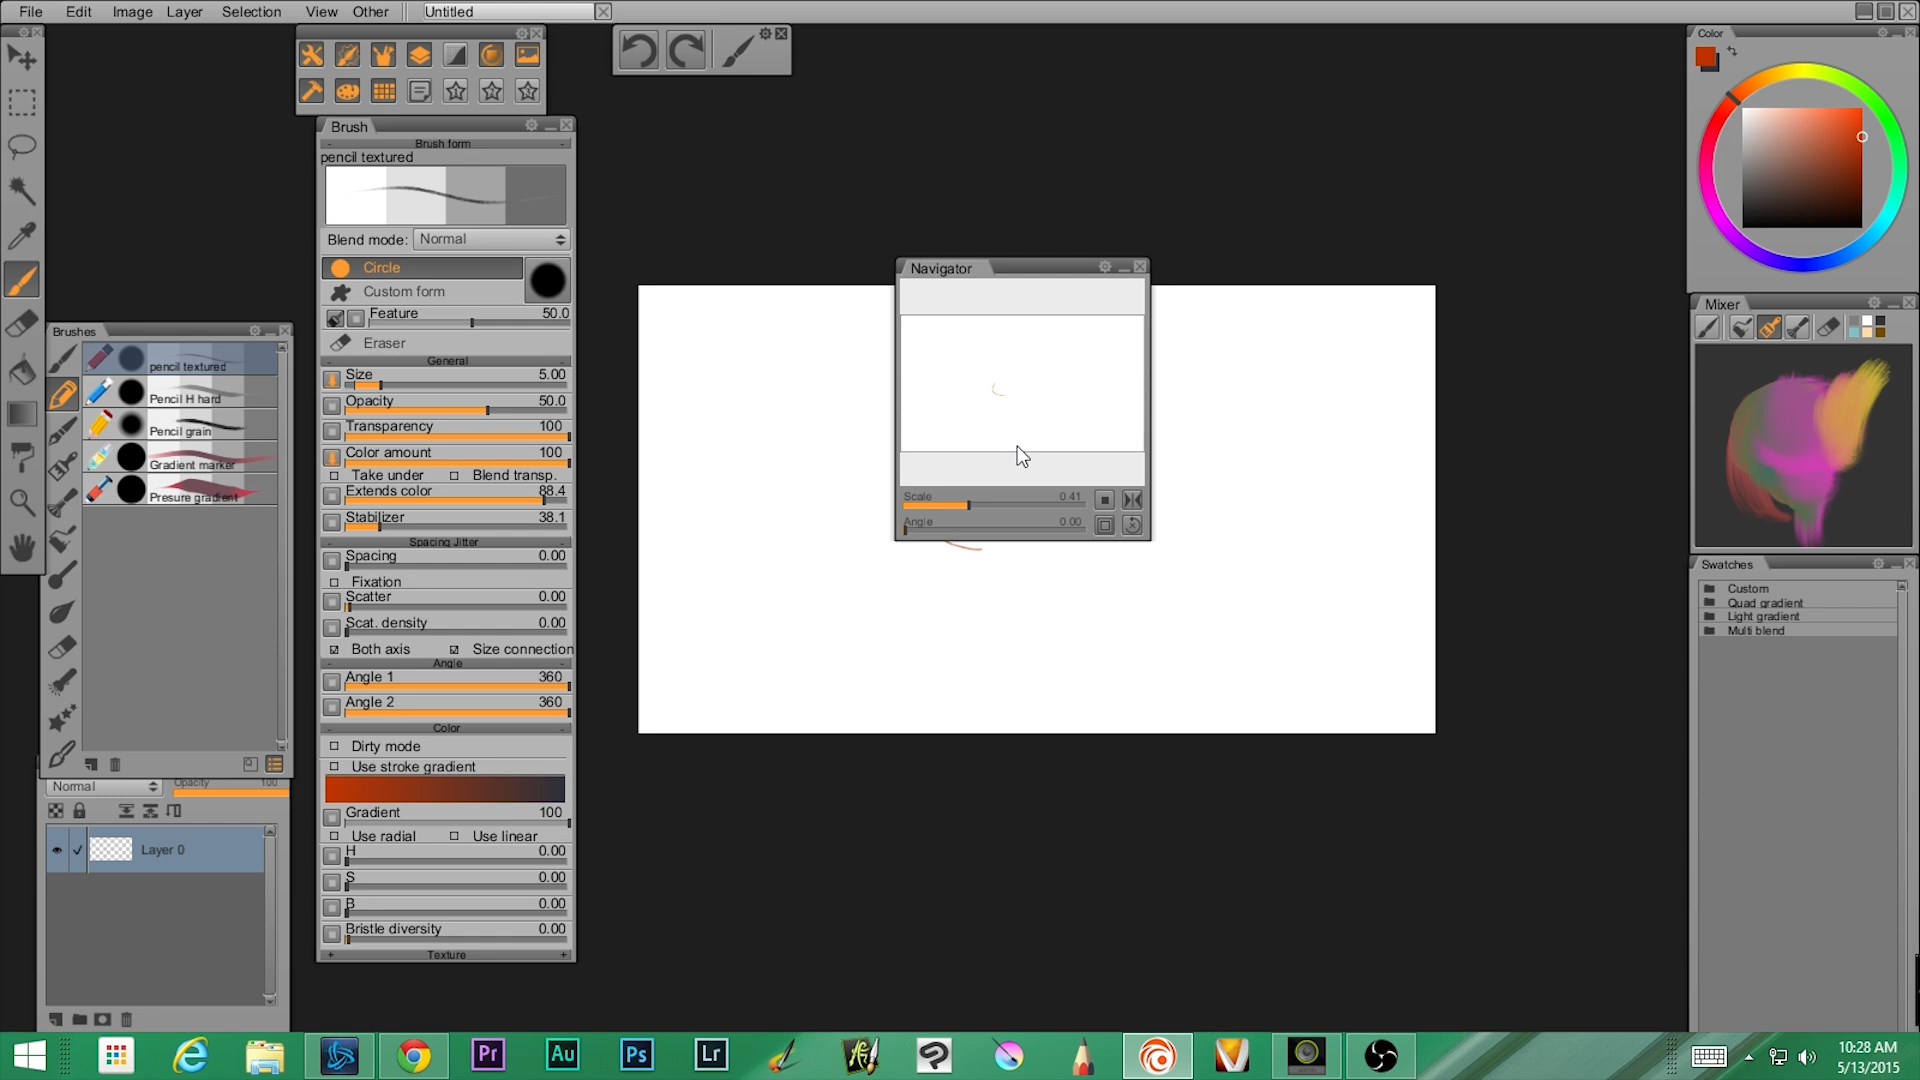 File Edit Image Layer Selection View Other Untitled
Brush
Brush form
pencil textured
Blend mode: Normal
Circle
Custom form
Feature 50.0
Eraser
General
Size 5.00
Opacity 50.0
Transparency 100
Color amount 100
Take under Blend transp.
Extends color 88.4
Stabilizer 38.1
Spacing Jitter
Spacing 0.00
Fixation
Scatter 0.00
Scat. density 0.00
Both axis Size connection
Angle
Angle 1 360
Angle 2 360
Color
Dirty mode
Use stroke gradient
Gradient 100
Use radial Use linear
H 0.00
S 0.00
B 0.00
Bristle diversity 0.00
Texture
Brushes
pencil textured
Pencil H hard
Pencil grain
Gradient marker
Presure gradient
Normal Opacity 100
Layer 0
Navigator
Scale 0.41
Angle 0.00
Color
Mixer
Swatches
Custom
Quad gradient
Light gradient
Multi blend
Pr Au Ps Lr
10:28 AM
5/13/2015